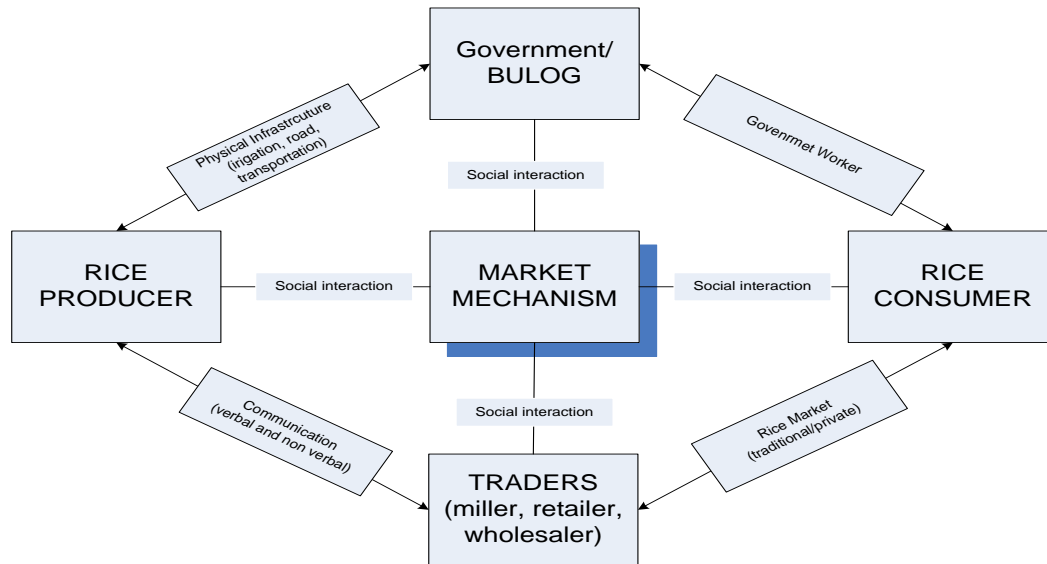 Government/
BULOG
Physical Infrastrcuture
(irigation, road,
transportation)
Govenrmet Worker
Social interaction
RICE
PRODUCER
Social interaction
MARKET
MECHANISM
Social interaction
RICE
CONSUMER
Communication
(verbal and non verbal)
Social interaction
Rice Market
(traditional/private)
TRADERS
(miller, retailer,
wholesaler)